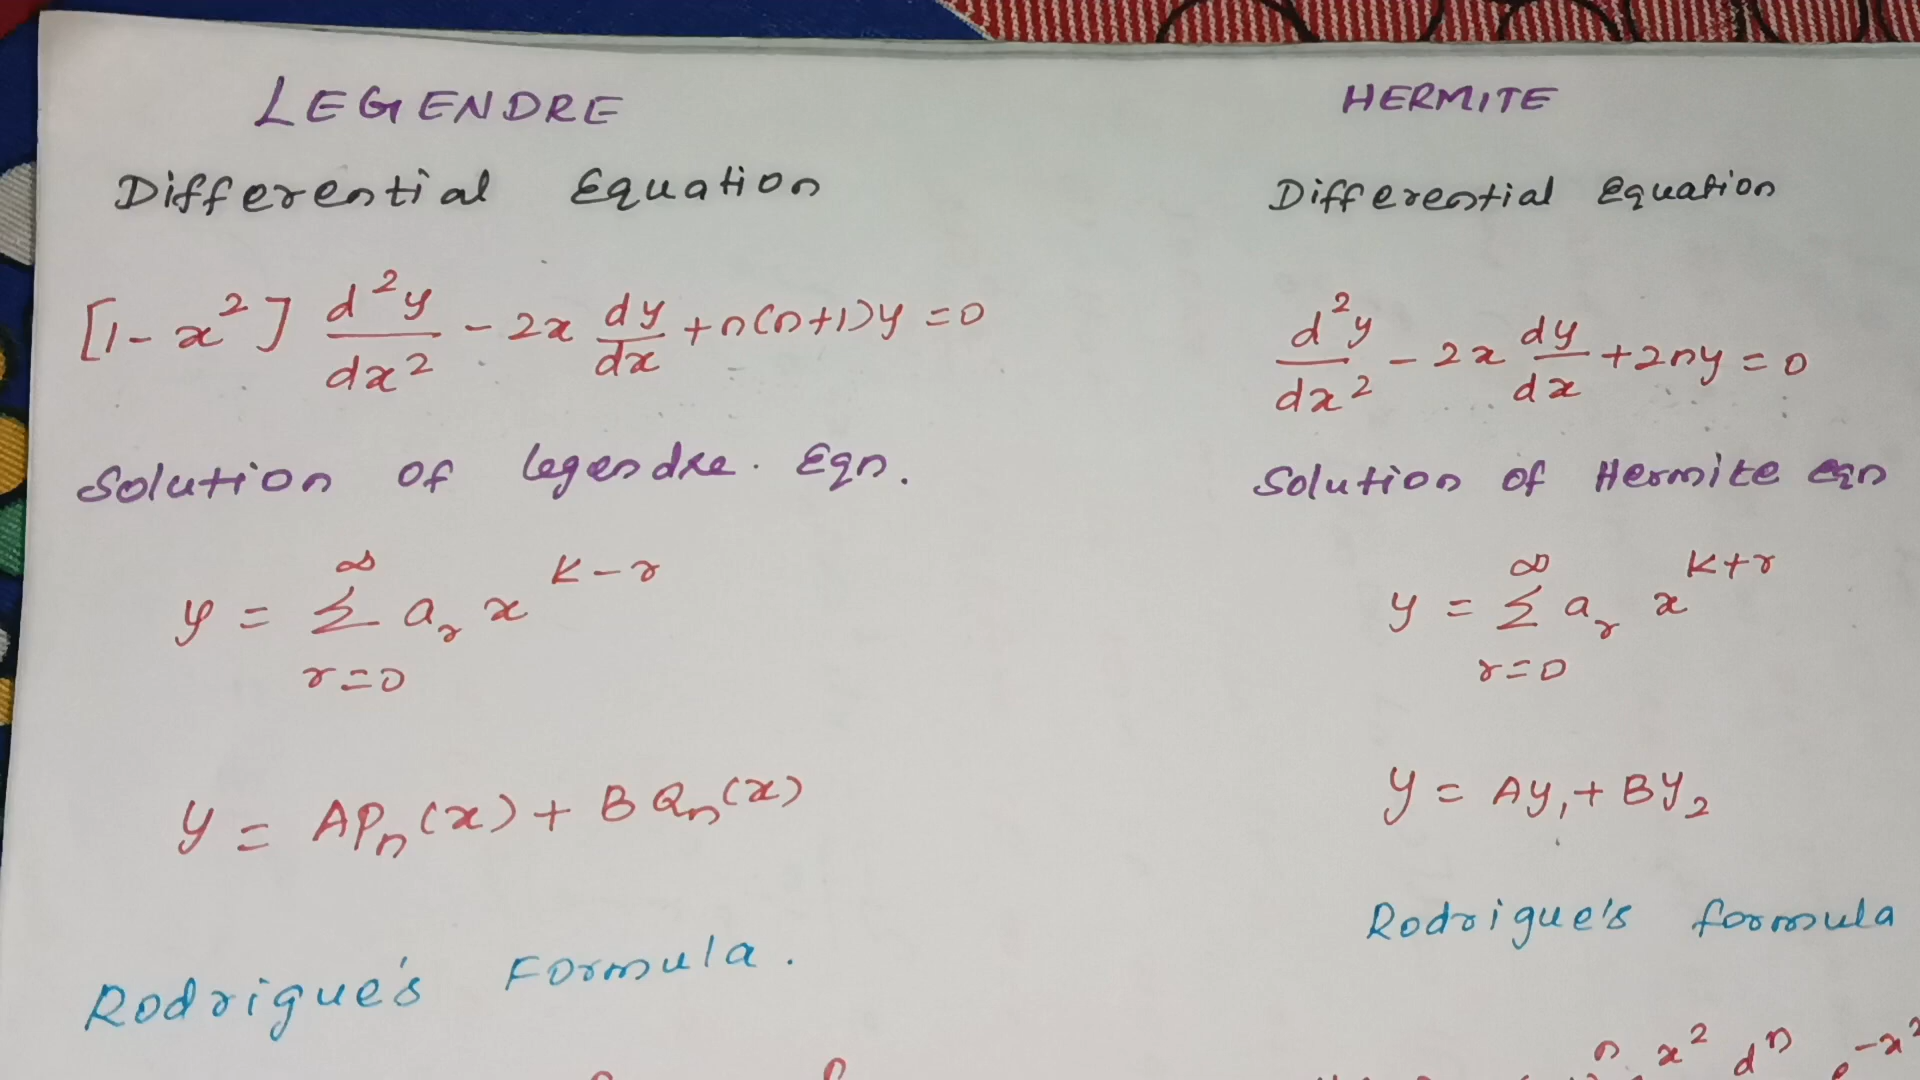 LEGENDRE
Differential Equation
[1-x²] d²y/dx² - 2x dy/dx + n(n+1)y = 0
Solution of legendre. Eqn.
y = ∑_{r=0}^{∞} a_r x^{k-r}
y = AP_n(x) + BQ_n(x)
Rodrigue's Formula.
HERMITE
Differential Equation
d²y/dx² - 2x dy/dx + 2ny = 0
Solution of Hermite eqn
y = ∑_{r=0}^{∞} a_r x^{k+r}
y = Ay₁ + By₂
Rodrigue's formula